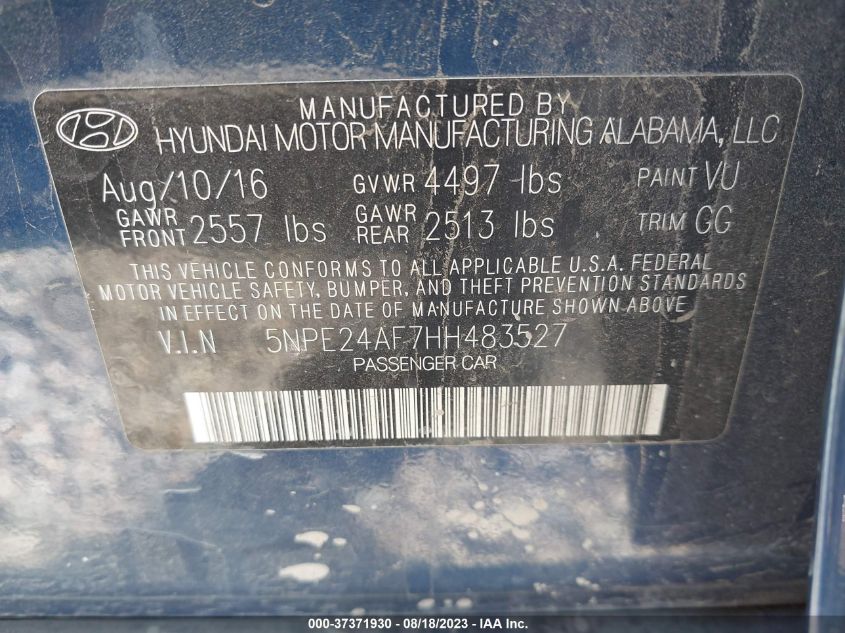 MANUFACTURED BY
HYUNDAI MOTOR MANUFACTURING ALABAMA, LLC
Aug/10/16 GVWR 4497 lbs PAINT VU
GAWR FRONT 2557 lbs GAWR REAR 2513 lbs TRIM GG
THIS VEHICLE CONFORMS TO ALL APPLICABLE U.S.A. FEDERAL
MOTOR VEHICLE SAFETY, BUMPER, AND THEFT PREVENTION STANDARDS
IN EFFECT ON THE DATE OF MANUFACTURE SHOWN ABOVE
V.I.N 5NPE24AF7HH483527
PASSENGER CAR
000-37371930 - 08/18/2023 - IAA Inc.